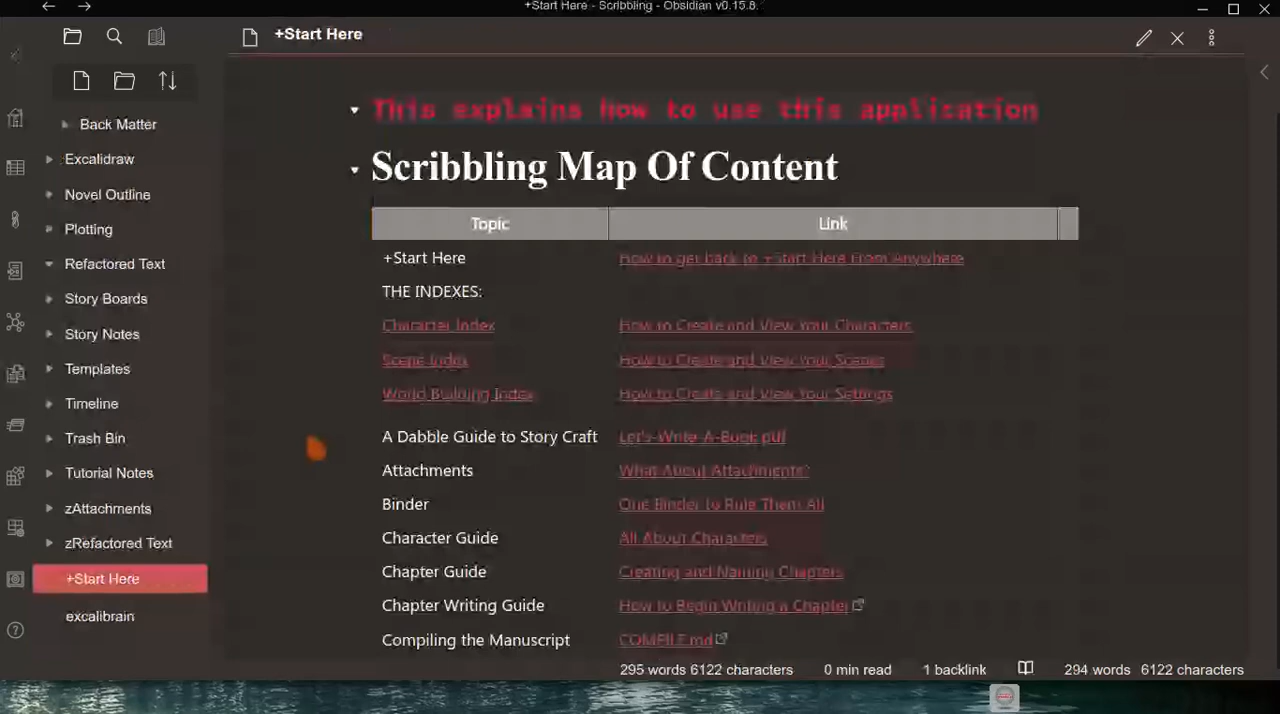 +Start Here - Scribbling - Obsidian v0.15.8.
+Start Here
Back Matter
Excalidraw
Novel Outline
Plotting
Refactored Text
Story Boards
Story Notes
Templates
Timeline
Trash Bin
Tutorial Notes
zAttachments
zRefactored Text
+Start Here
excalibrain
This explains how to use this application
Scribbling Map Of Content
Topic Link
+Start Here How to get back to +Start Here From Anywhere
THE INDEXES:
Character Index How to Create and View Your Characters
Scene Index How to Create and View Your Scenes
World Building Index How to Create and View Your Settings
A Dabble Guide to Story Craft Let's-Write-A-Book.pdf
Attachments What About Attachments?
Binder One Binder to Rule Them All
Character Guide All About Characters
Chapter Guide Creating and Naming Chapters
Chapter Writing Guide How to Begin Writing a Chapter
Compiling the Manuscript COMPILE.md
295 words 6122 characters 0 min read 1 backlink 294 words 6122 characters